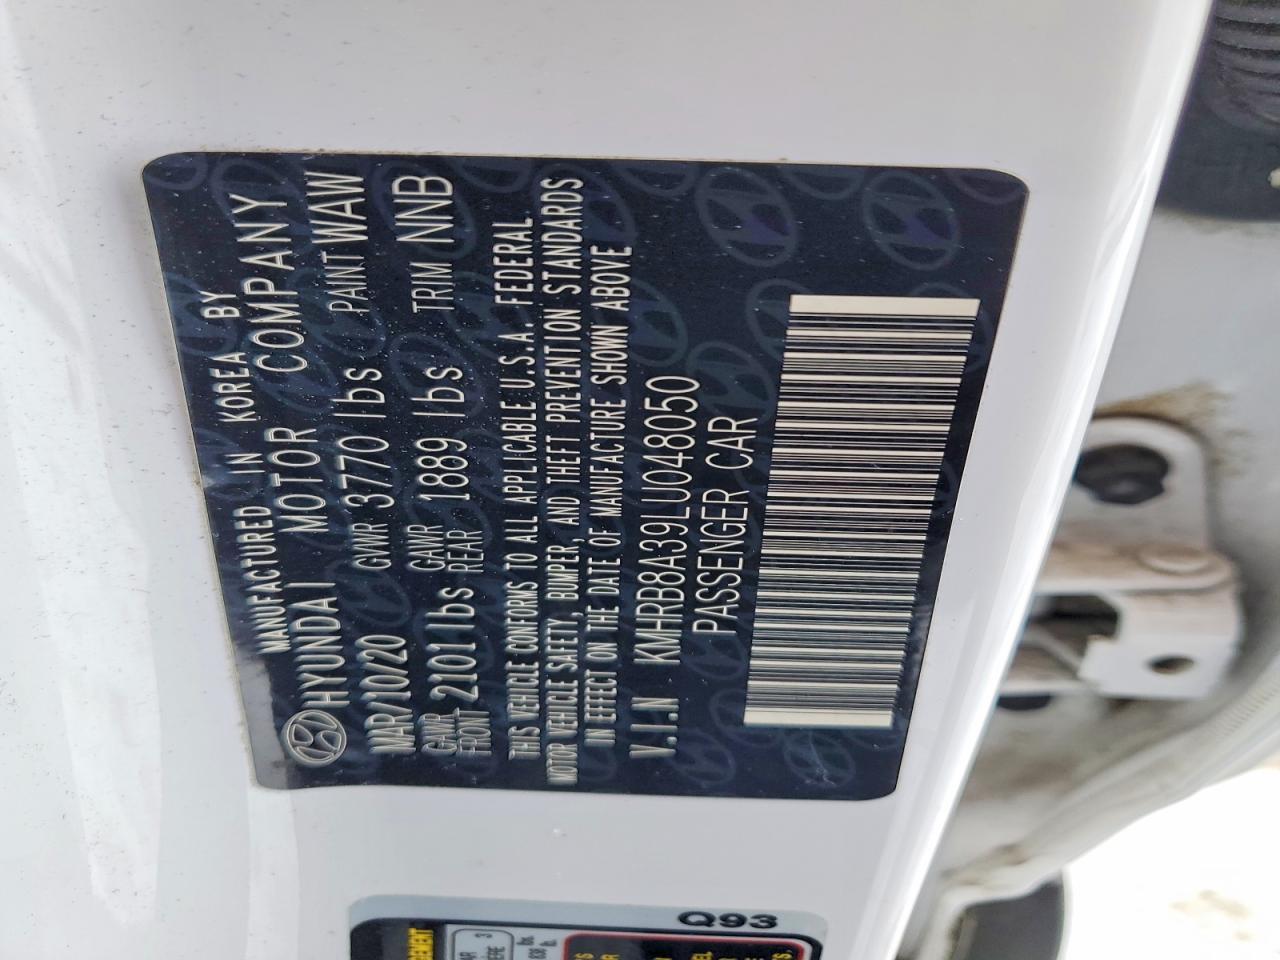 MANUFACTURED IN KOREA BY
HYUNDAI MOTOR COMPANY
MAR/10/20 GVWR 3770 lbs PAINT WAW
GAWR FRONT 2101 lbs GAWR REAR 1889 lbs TRIM NNB
THIS VEHICLE CONFORMS TO ALL APPLICABLE U.S.A. FEDERAL
MOTOR VEHICLE SAFETY, BUMPER, AND THEFT PREVENTION STANDARDS
IN EFFECT ON THE DATE OF MANUFACTURE SHOWN ABOVE
V.I.N KMHRB8A39LU048050
PASSENGER CAR
Q93